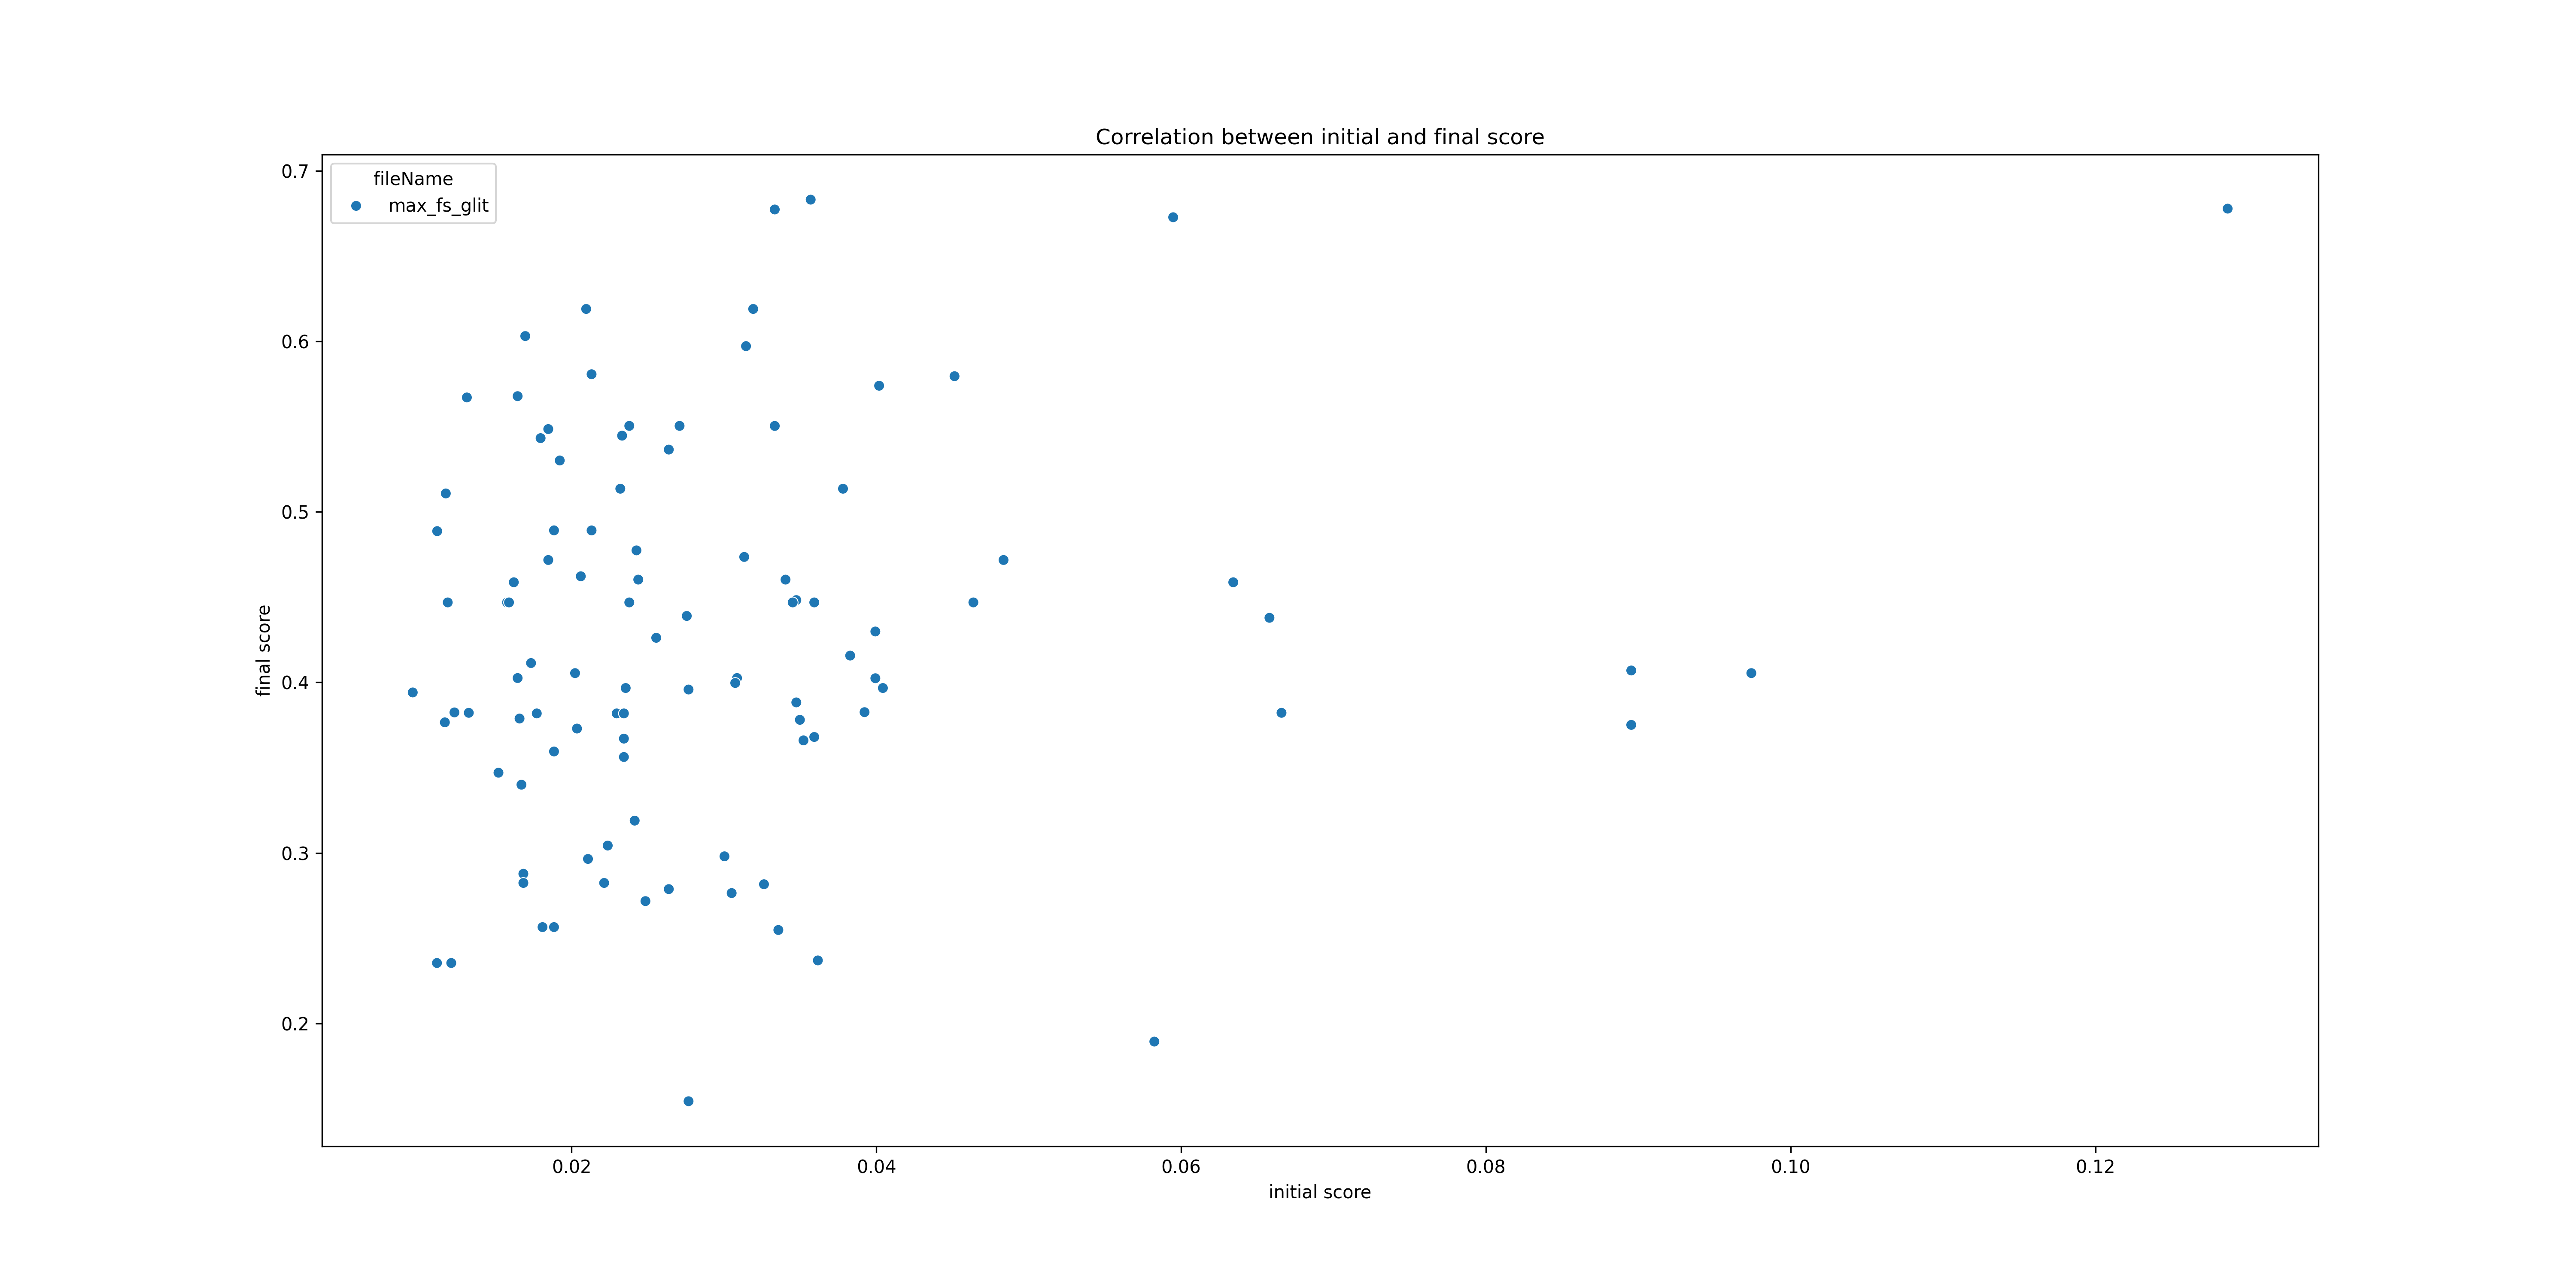 Correlation between initial and final score
fileName
max_fs_glit
0.7
0.6
0.5
0.4
0.3
0.2
final score
0.02 0.04 0.06 0.08 0.10 0.12
initial score